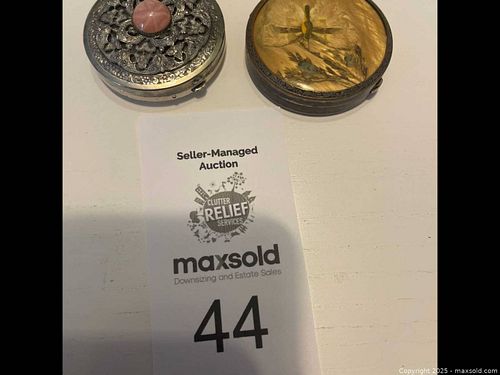 Seller-Managed
Auction
CLUTTER
RELIEF
SERVICES
maxsold
Downsizing and Estate Sales
44
Copyright 2025 - maxsold.com